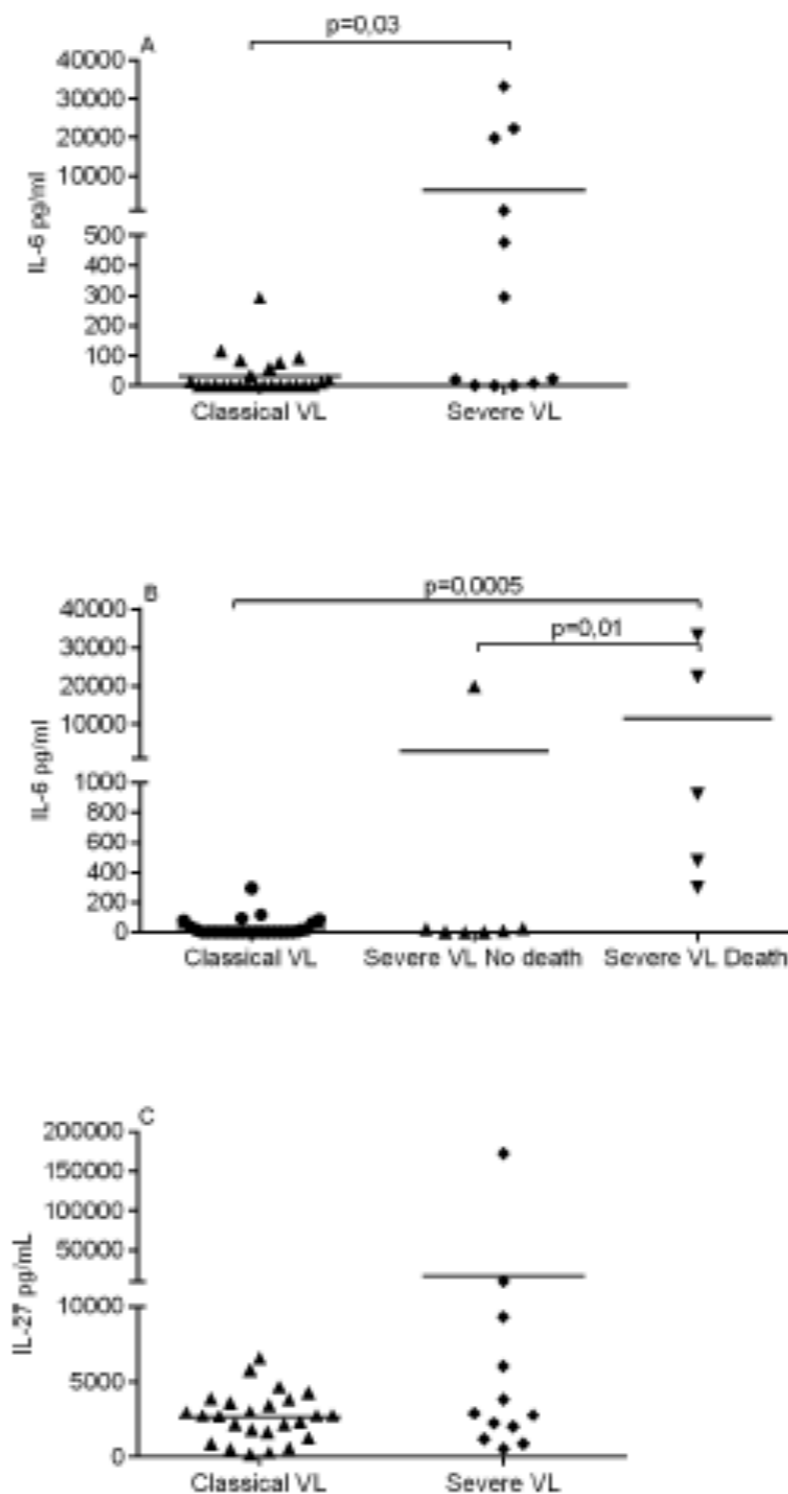 p=0,03
A
40000
30000
20000
10000
500
400
300
200
100
0
IL-6 pg/ml
Classical VL Severe VL
p=0,0005
B
40000
p=0,01
30000
20000
10000
1000
800
600
400
200
0
IL-6 pg/ml
Classical VL Severe VL No death Severe VL Death
C
200000
150000
100000
50000
10000
5000
0
IL-27 pg/mL
Classical VL Severe VL